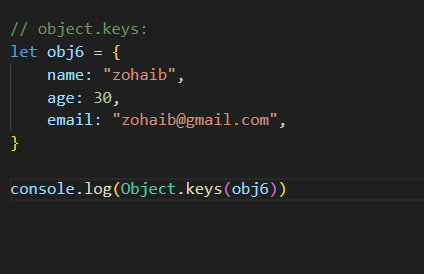 // object.keys:
let obj6 = {
    name: "zohaib",
    age: 30,
    email: "zohaib@gmail.com",
}
console.log(Object.keys(obj6))